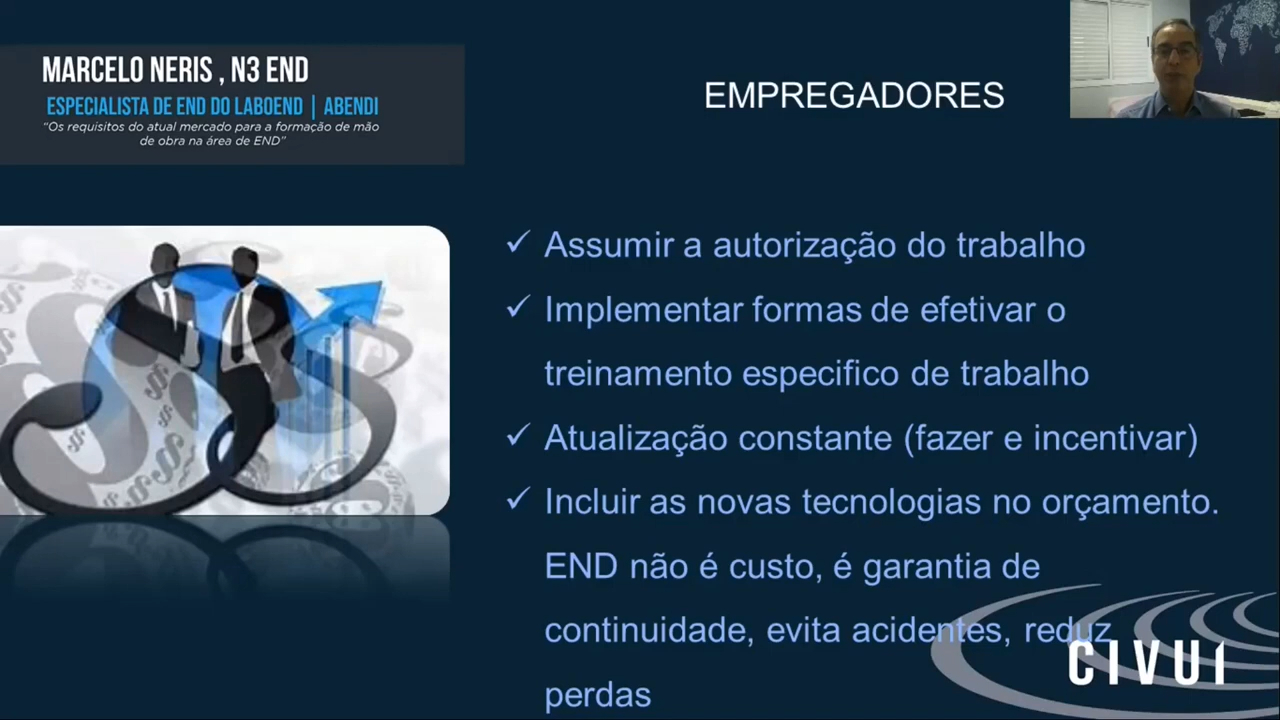 MARCELO NERIS , N3 END
ESPECIALISTA DE END DO LABOEND | ABENDI
"Os requisitos do atual mercado para a formação de mão
de obra na área de END"
EMPREGADORES
✓ Assumir a autorização do trabalho
✓ Implementar formas de efetivar o
treinamento especifico de trabalho
✓ Atualização constante (fazer e incentivar)
✓ Incluir as novas tecnologias no orçamento.
END não é custo, é garantia de
continuidade, evita acidentes, reduz
perdas
CIVUI